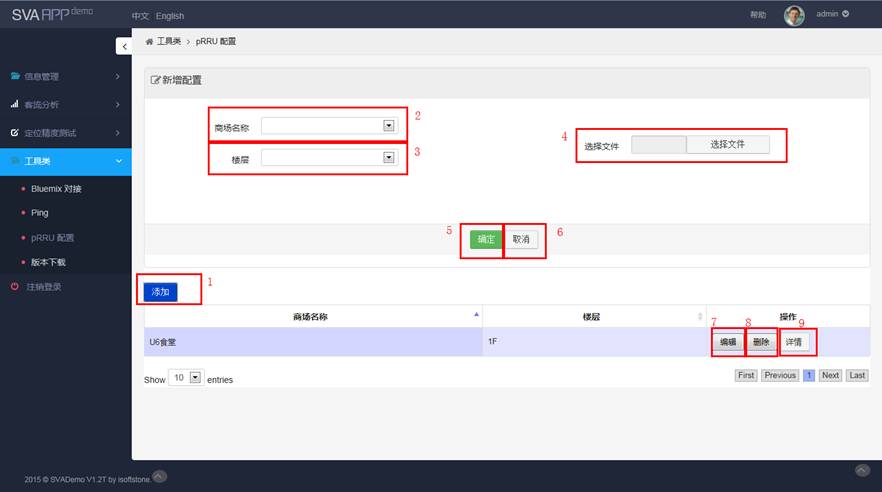 SVA APP demo
中文 English
帮助
admin
工具类 > pRRU 配置
信息管理
客流分析
定位精度测试
工具类
Bluemix 对接
Ping
pRRU 配置
版本下载
注销登录
新增配置
商场名称
2
楼层
3
4
选择文件
选择文件
5
确定
取消
6
添加
1
商场名称 楼层 操作
7 8 9
U6食堂 1F 编辑 删除 详情
Show 10 entries
First Previous 1 Next Last
2015 © SVADemo V1.2T by isoftstone.